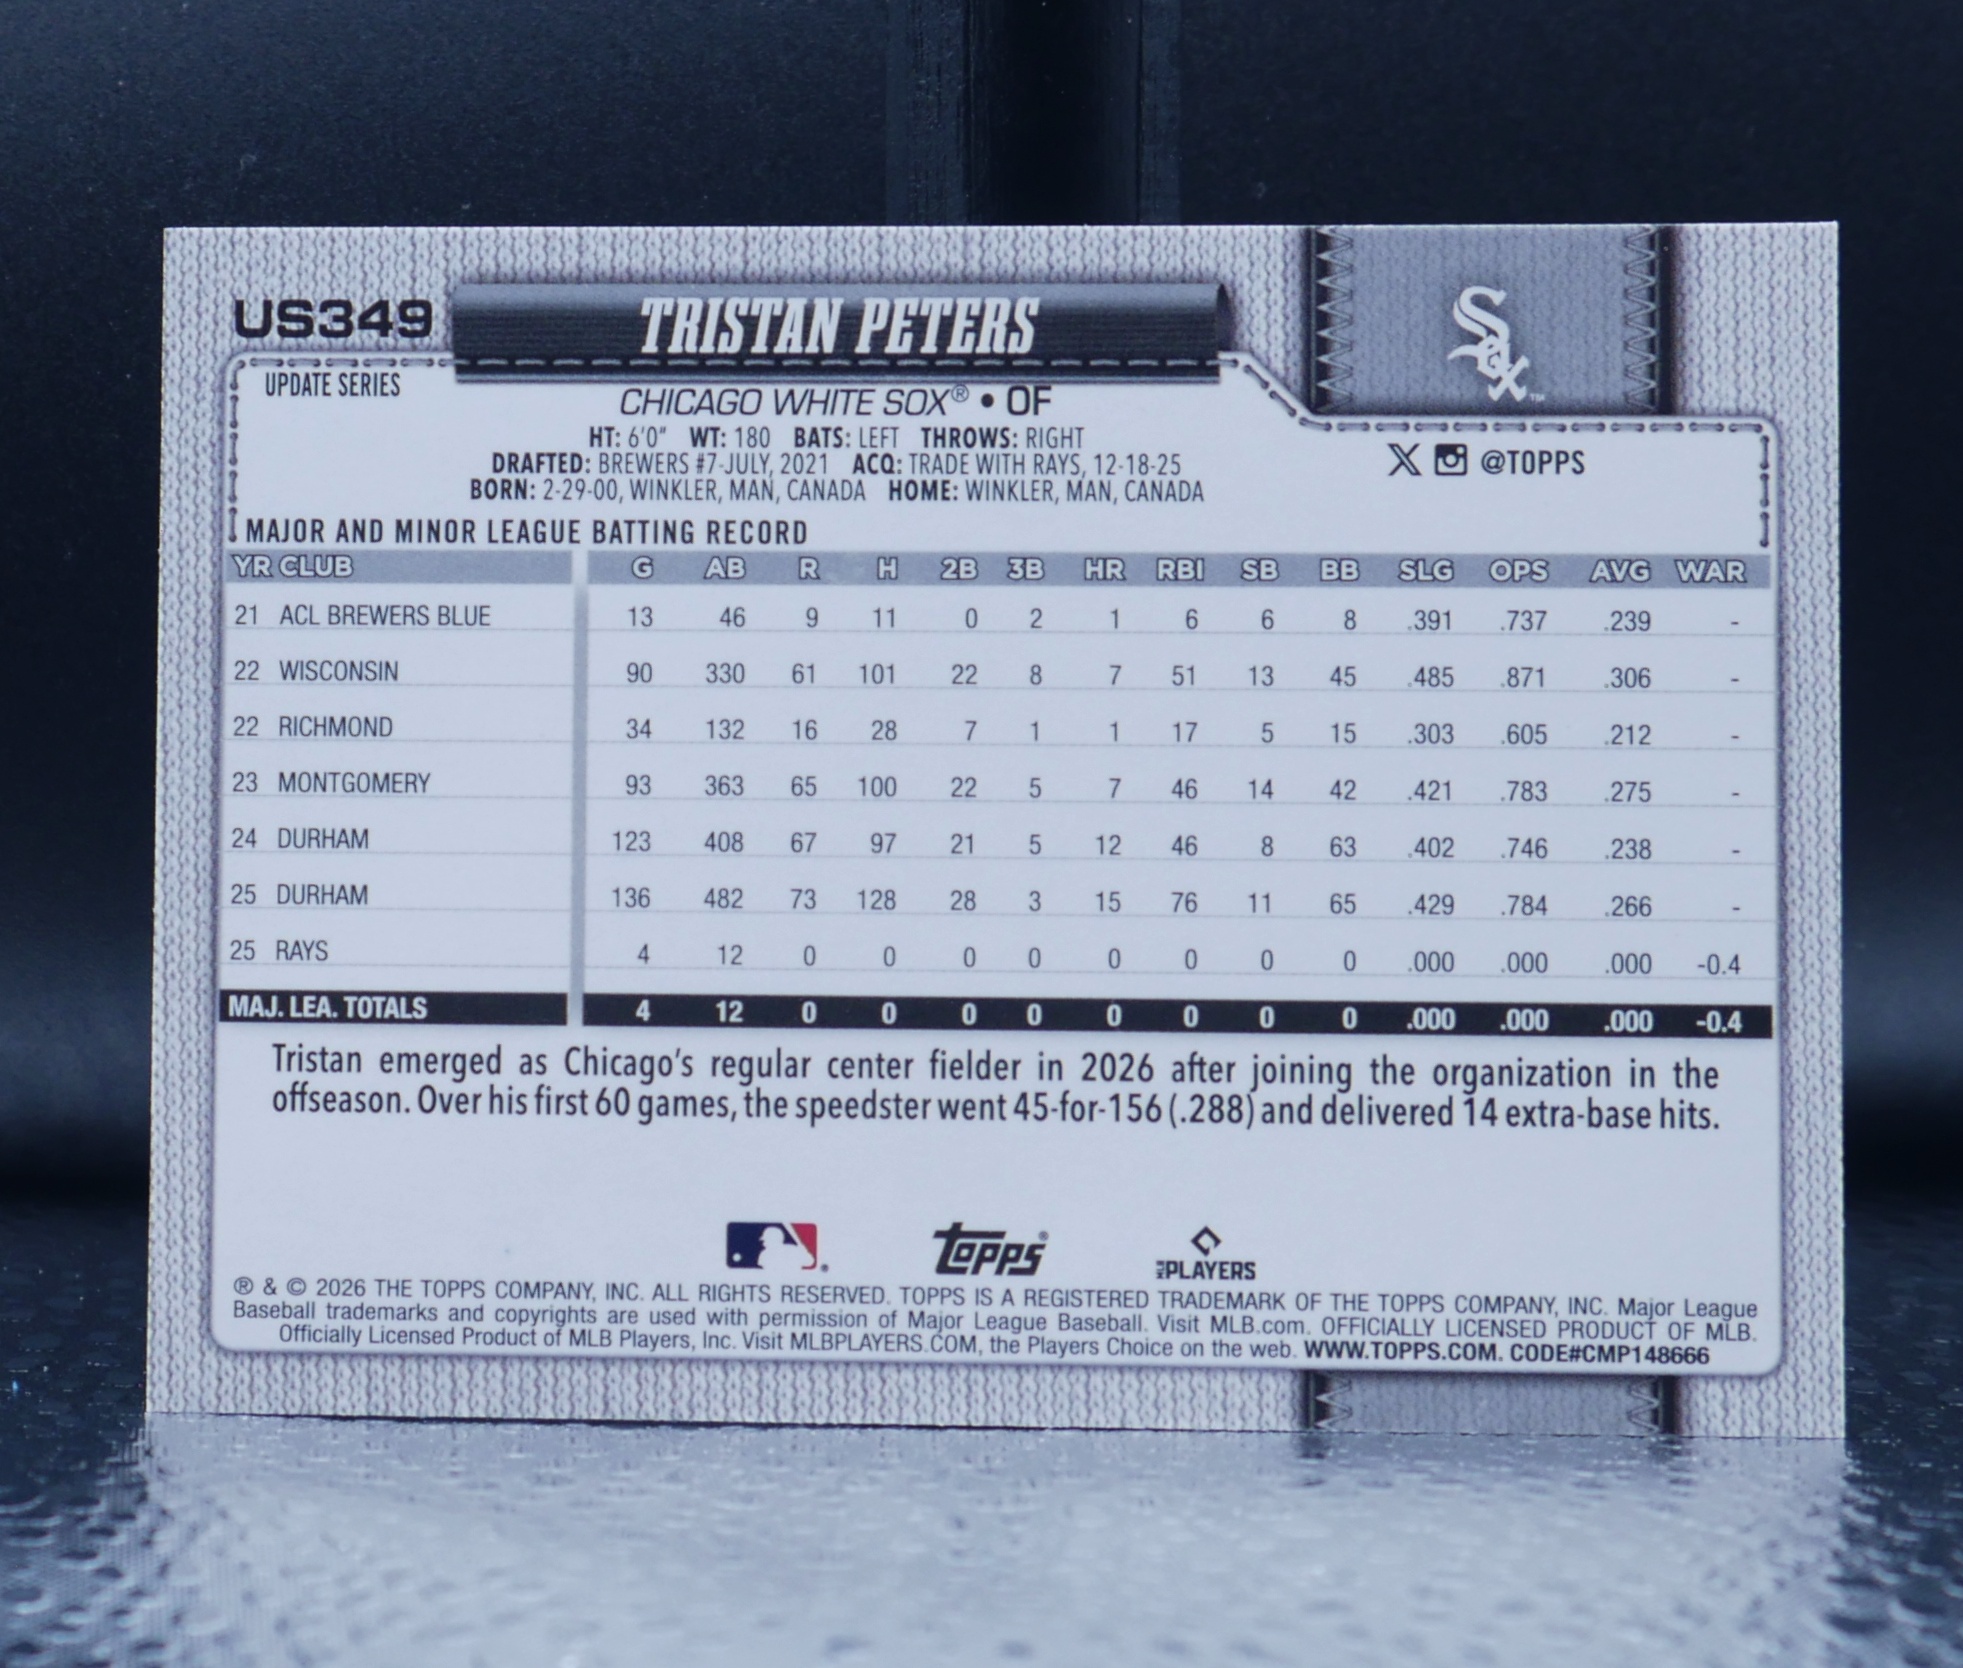 US349
TRISTAN PETERS
Sox™
UPDATE SERIES
CHICAGO WHITE SOX® • OF
HT: 6'0" WT: 180 BATS: LEFT THROWS: RIGHT
DRAFTED: BREWERS #7-JULY, 2021 ACQ: TRADE WITH RAYS, 12-18-25
BORN: 2-29-00, WINKLER, MAN, CANADA HOME: WINKLER, MAN, CANADA
X @TOPPS
MAJOR AND MINOR LEAGUE BATTING RECORD
YR CLUB G AB R H 2B 3B HR RBI SB BB SLG OPS AVG WAR
21 ACL BREWERS BLUE 13 46 9 11 0 2 1 6 6 8 .391 .737 .239 -
22 WISCONSIN 90 330 61 101 22 8 7 51 13 45 .485 .871 .306 -
22 RICHMOND 34 132 16 28 7 1 1 17 5 15 .303 .605 .212 -
23 MONTGOMERY 93 363 65 100 22 5 7 46 14 42 .421 .783 .275 -
24 DURHAM 123 408 67 97 21 5 12 46 8 63 .402 .746 .238 -
25 DURHAM 136 482 73 128 28 3 15 76 11 65 .429 .784 .266 -
25 RAYS 4 12 0 0 0 0 0 0 0 0 .000 .000 .000 -0.4
MAJ. LEA. TOTALS 4 12 0 0 0 0 0 0 0 0 .000 .000 .000 -0.4
Tristan emerged as Chicago's regular center fielder in 2026 after joining the organization in the
offseason. Over his first 60 games, the speedster went 45-for-156 (.288) and delivered 14 extra-base hits.
topps® MLB PLAYERS
® & © 2026 THE TOPPS COMPANY, INC. ALL RIGHTS RESERVED. TOPPS IS A REGISTERED TRADEMARK OF THE TOPPS COMPANY, INC. Major League
Baseball trademarks and copyrights are used with permission of Major League Baseball. Visit MLB.com. OFFICIALLY LICENSED PRODUCT OF MLB.
Officially Licensed Product of MLB Players, Inc. Visit MLBPLAYERS.COM, the Players Choice on the web. WWW.TOPPS.COM. CODE#CMP148666